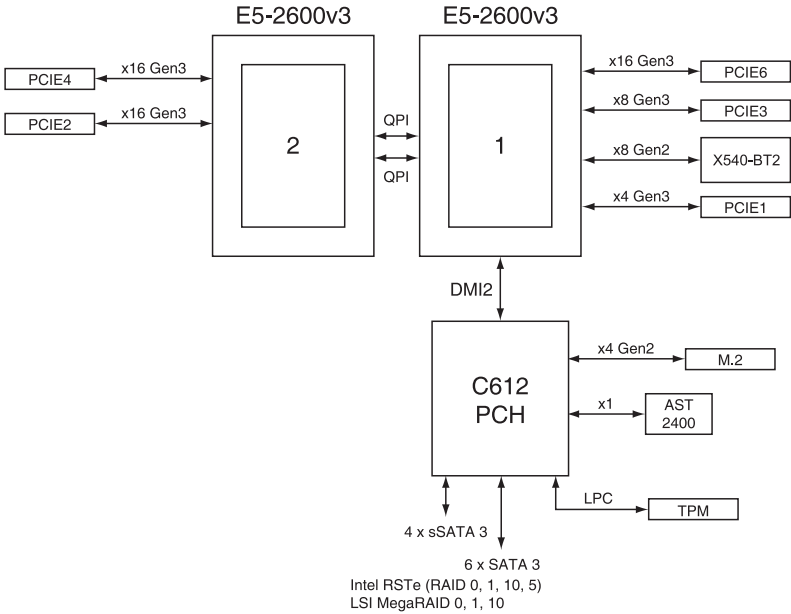 E5-2600v3
E5-2600v3
PCIE4
x16 Gen3
PCIE2
x16 Gen3
2
QPI
QPI
1
x16 Gen3
PCIE6
x8 Gen3
PCIE3
x8 Gen2
X540-BT2
x4 Gen3
PCIE1
DMI2
C612
PCH
x4 Gen2
M.2
x1
AST
2400
LPC
TPM
4 x sSATA 3
6 x SATA 3
Intel RSTe (RAID 0, 1, 10, 5)
LSI MegaRAID 0, 1, 10